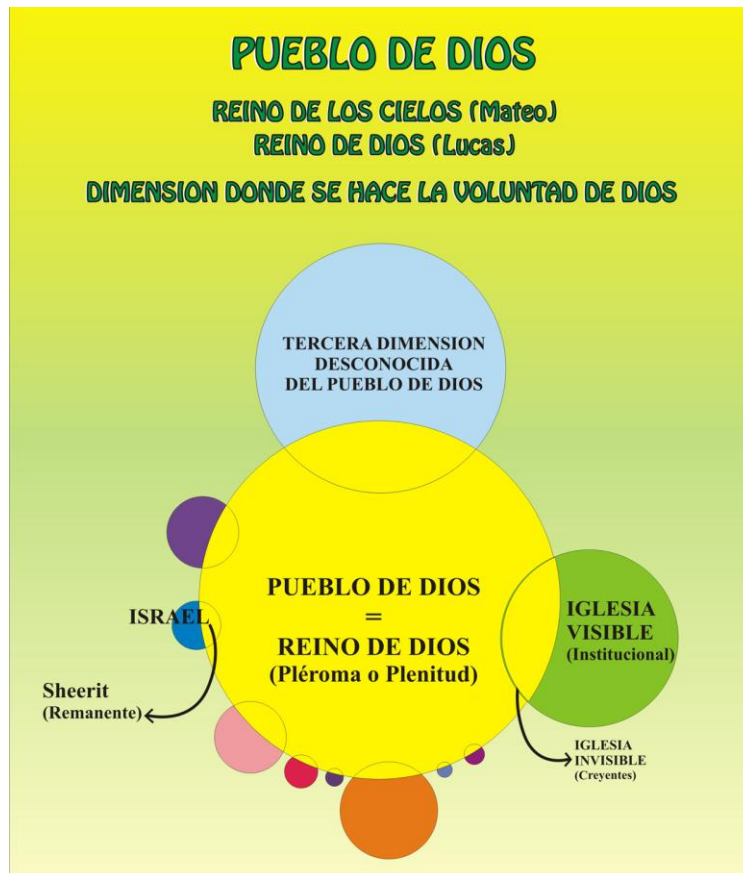 PUEBLO DE DIOS
REINO DE LOS CIELOS (Mateo)
REINO DE DIOS (Lucas)
DIMENSION DONDE SE HACE LA VOLUNTAD DE DIOS
TERCERA DIMENSION
DESCONOCIDA
DEL PUEBLO DE DIOS
PUEBLO DE DIOS
=
REINO DE DIOS
(Pléroma o Plenitud)
ISRAEL
Sheerit
(Remanente)
IGLESIA
VISIBLE
(Institucional)
IGLESIA
INVISIBLE
(Creyentes)